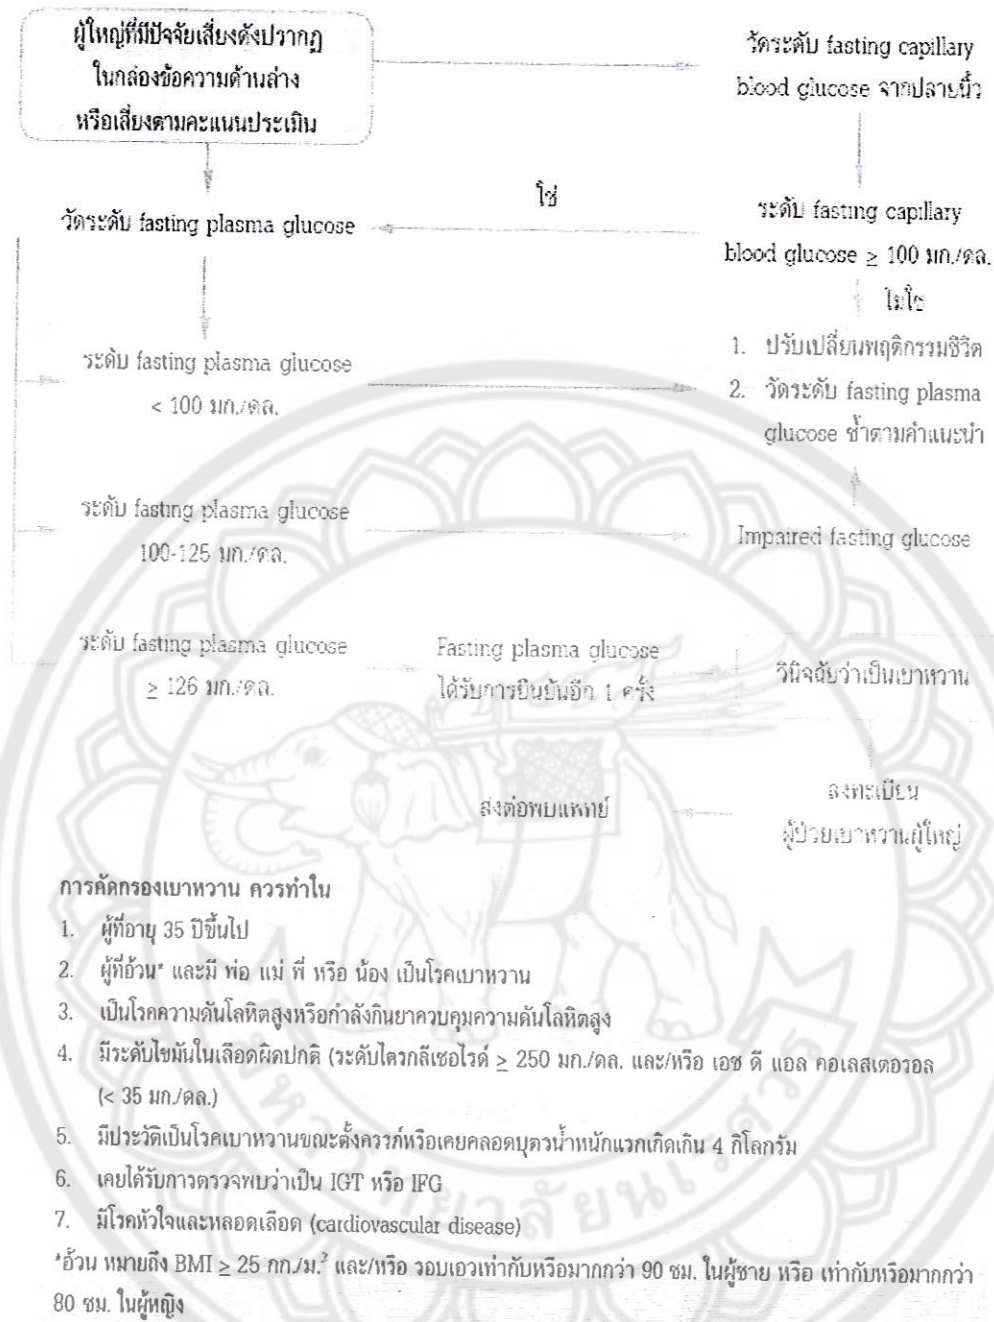 ผู้ใหญ่ที่มีปัจจัยเสี่ยงดังปรากฏ
ในกล่องข้อความด้านล่าง
หรือเสี่ยงตามคะแนนประเมิน
วัดระดับ fasting capillary
blood glucose จากปลายนิ้ว
ใช่
วัดระดับ fasting plasma glucose
ระดับ fasting capillary
blood glucose ≥ 100 มก./ดล.
ไม่ใช่
ระดับ fasting plasma glucose
< 100 มก./ดล.
1. ปรับเปลี่ยนพฤติกรรมชีวิต
2. วัดระดับ fasting plasma
glucose ซ้ำตามคำแนะนำ
ระดับ fasting plasma glucose
100-125 มก./ดล.
Impaired fasting glucose
ระดับ fasting plasma glucose
≥ 126 มก./ดล.
Fasting plasma glucose
ได้รับการยืนยันอีก 1 ครั้ง
วินิจฉัยว่าเป็นเบาหวาน
ส่งต่อพบแพทย์
ลงทะเบียน
ผู้ป่วยเบาหวานผู้ใหญ่
การคัดกรองเบาหวาน ควรทำใน
1. ผู้ที่อายุ 35 ปีขึ้นไป
2. ผู้ที่อ้วน* และมี พ่อ แม่ พี่ หรือ น้อง เป็นโรคเบาหวาน
3. เป็นโรคความดันโลหิตสูงหรือกำลังกินยาควบคุมความดันโลหิตสูง
4. มีระดับไขมันในเลือดผิดปกติ (ระดับไตรกลีเซอไรด์ ≥ 250 มก./ดล. และ/หรือ เอช ดี แอล คอเลสเตอรอล
(< 35 มก./ดล.)
5. มีประวัติเป็นโรคเบาหวานขณะตั้งครรภ์หรือเคยคลอดบุตรน้ำหนักแรกเกิดเกิน 4 กิโลกรัม
6. เคยได้รับการตรวจพบว่าเป็น IGT หรือ IFG
7. มีโรคหัวใจและหลอดเลือด (cardiovascular disease)
*อ้วน หมายถึง BMI ≥ 25 กก./ม.² และ/หรือ รอบเอวเท่ากับหรือมากกว่า 90 ซม. ในผู้ชาย หรือ เท่ากับหรือมากกว่า
80 ซม. ในผู้หญิง
มหาวิทยาลัยนเรศวร